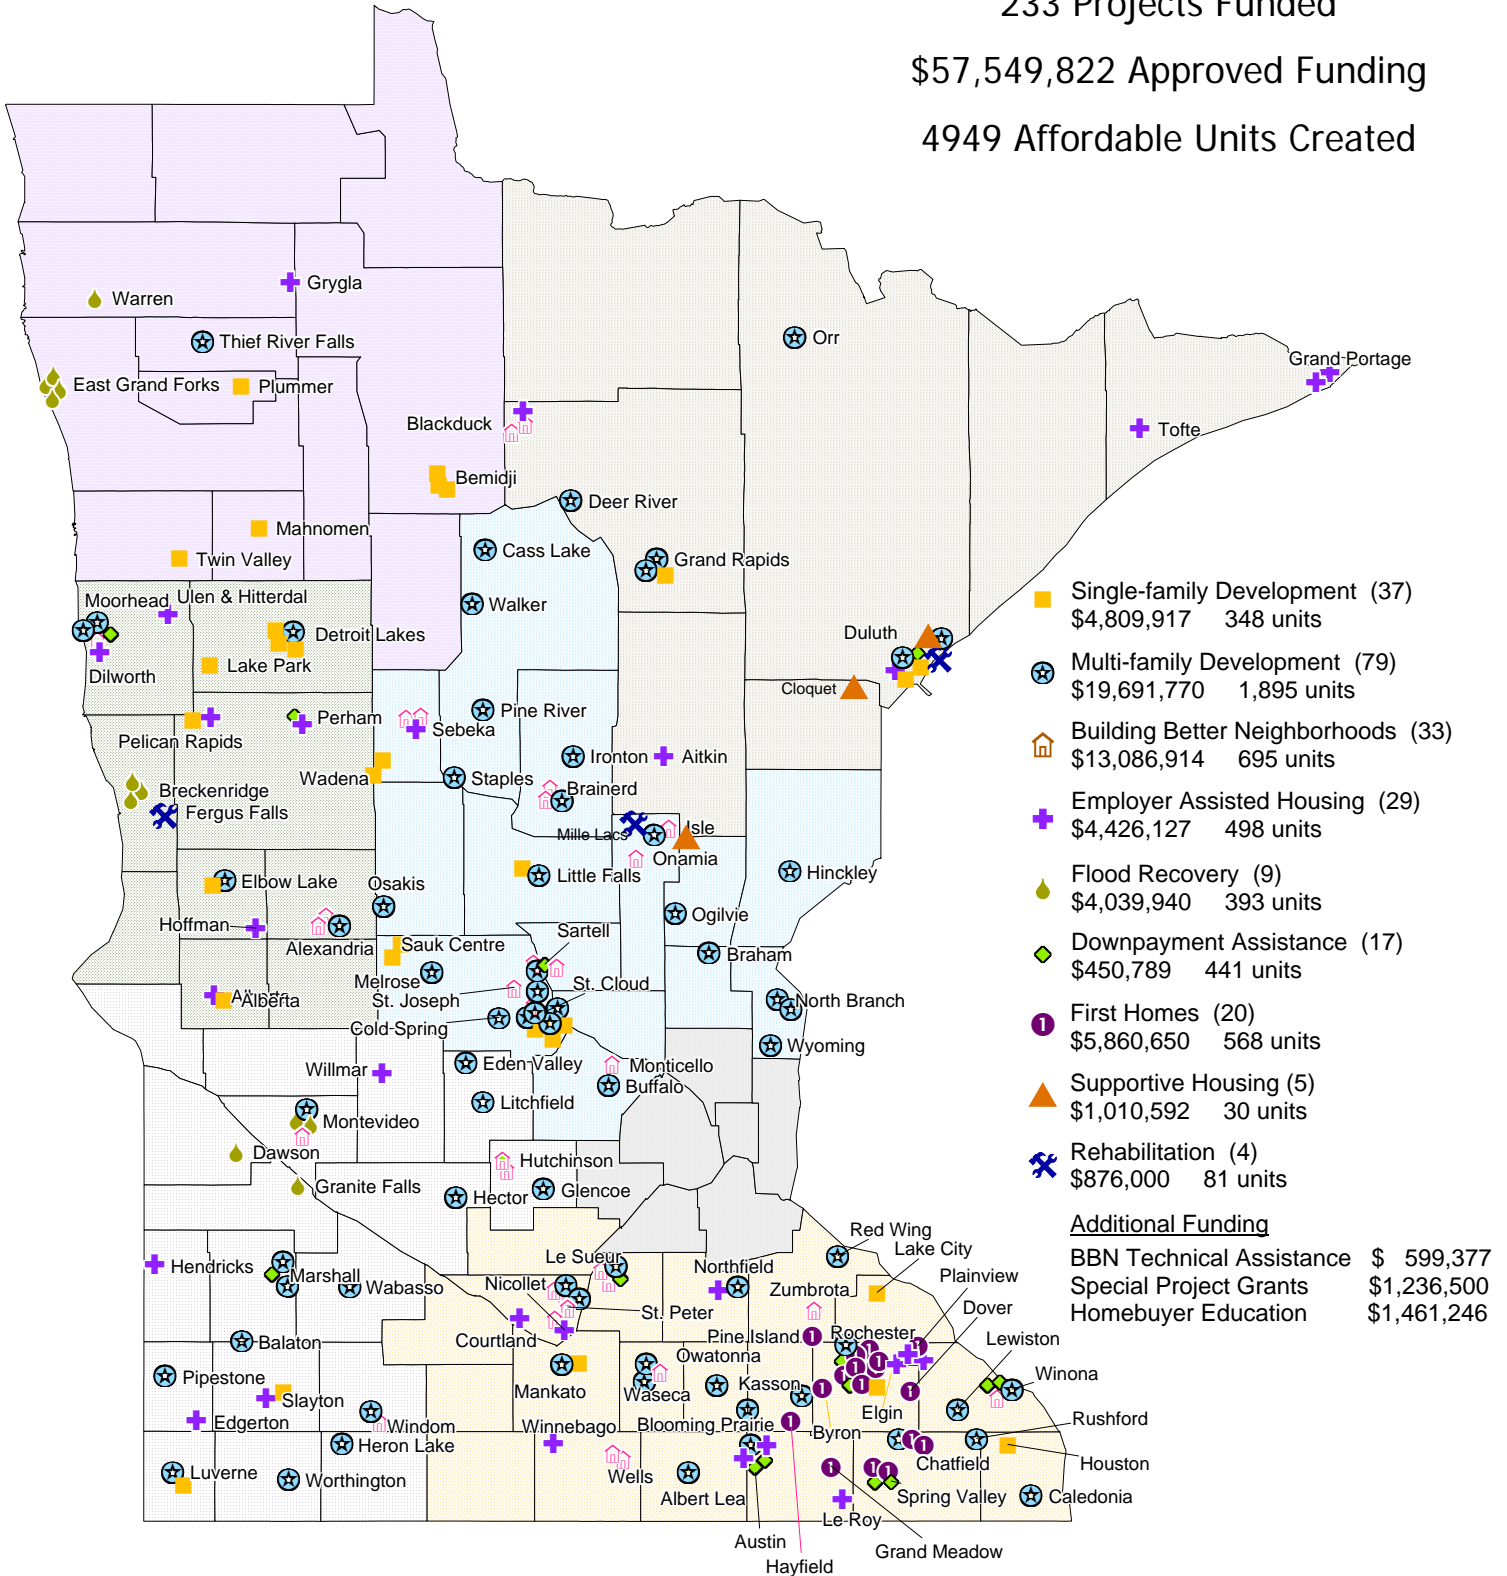 233 Projects Funded
$57,549,822 Approved Funding
4949 Affordable Units Created
Grygla
Warren
Thief River Falls
Orr
East Grand Forks
Plummer
Grand Portage
Blackduck
Tofte
Bemidji
Deer River
Mahnomen
Cass Lake
Grand Rapids
Twin Valley
Moorhead
Ulen & Hitterdal
Walker
Detroit Lakes
Duluth
Lake Park
Dilworth
Cloquet
Perham
Pine River
Sebeka
Pelican Rapids
Ironton
Aitkin
Wadena
Staples
Brainerd
Breckenridge
Fergus Falls
Isle
Mille Lacs
Onamia
Hinckley
Elbow Lake
Osakis
Little Falls
Ogilvie
Hoffman
Alexandria
Sartell
Sauk Centre
Braham
Melrose
St. Cloud
St. Joseph
Alberta
North Branch
Cold Spring
Wyoming
Eden Valley
Monticello
Willmar
Buffalo
Litchfield
Montevideo
Dawson
Hutchinson
Granite Falls
Hector
Glencoe
Single-family Development (37)
$4,809,917 348 units
Multi-family Development (79)
$19,691,770 1,895 units
Building Better Neighborhoods (33)
$13,086,914 695 units
Employer Assisted Housing (29)
$4,426,127 498 units
Flood Recovery (9)
$4,039,940 393 units
Downpayment Assistance (17)
$450,789 441 units
First Homes (20)
$5,860,650 568 units
Supportive Housing (5)
$1,010,592 30 units
Rehabilitation (4)
$876,000 81 units
Additional Funding
BBN Technical Assistance $ 599,377
Special Project Grants $1,236,500
Homebuyer Education $1,461,246
Red Wing
Lake City
Hendricks
Le Sueur
Northfield
Plainview
Marshall
Wabasso
Nicollet
Zumbrota
Dover
St. Peter
Courtland
Pine Island
Rochester
Lewiston
Balaton
Owatonna
Pipestone
Mankato
Waseca
Kasson
Winona
Slayton
Elgin
Edgerton
Windom
Winnebago
Blooming Prairie
Byron
Rushford
Heron Lake
Chatfield
Houston
Luverne
Worthington
Wells
Albert Lea
Spring Valley
Caledonia
Le Roy
Austin
Grand Meadow
Hayfield